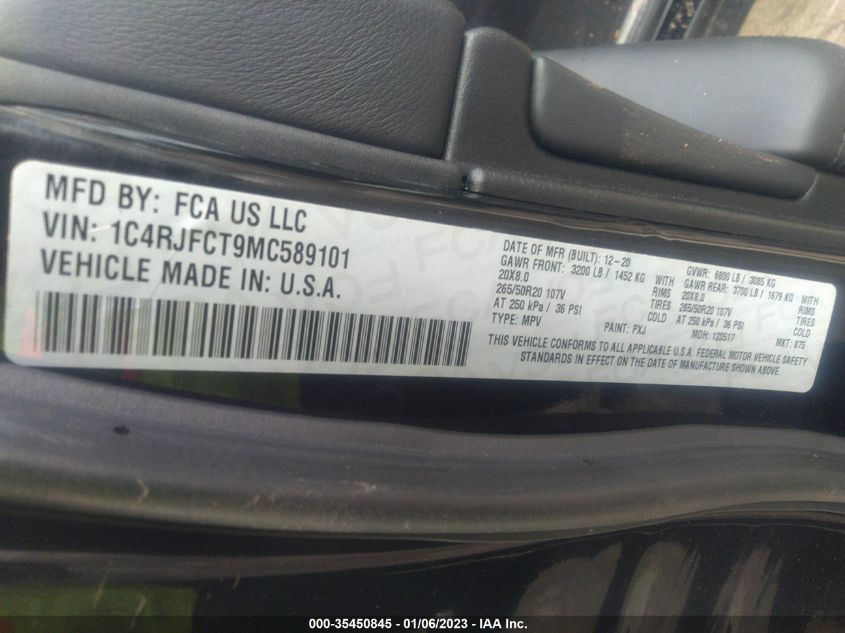 MFD BY: FCA US LLC
VIN: 1C4RJFCT9MC589101
VEHICLE MADE IN: U.S.A.
DATE OF MFR (BUILT): 12-20 GVWR: 6800 LB / 3085 KG
GAWR FRONT: 3200 LB / 1452 KG WITH GAWR REAR: 3700 LB / 1679 KG WITH
20X8.0 RIMS 20X8.0 RIMS
265/50R20 107V TIRES 265/50R20 107V TIRES
AT 250 kPa / 36 PSI COLD AT 250 kPa / 36 PSI COLD
TYPE: MPV PAINT: PXJ MDH: 120517 MKT: 875
THIS VEHICLE CONFORMS TO ALL APPLICABLE U.S.A. FEDERAL MOTOR VEHICLE SAFETY
STANDARDS IN EFFECT ON THE DATE OF MANUFACTURE SHOWN ABOVE.
000-35450845 - 01/06/2023 - IAA Inc.